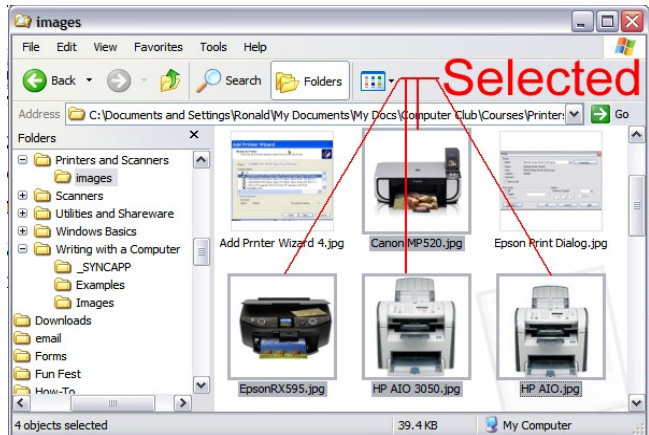 images
File Edit View Favorites Tools Help
Back Search Folders Selected
Address C:\Documents and Settings\Ronald\My Documents\My Docs\Computer Club\Courses\Printer: Go
Folders x
Printers and Scanners
images
Scanners
Utilities and Shareware
Windows Basics
Writing with a Computer
_SYNCAPP
Examples
Images
Downloads
email
Forms
Fun Fest
How-To
Add Printer Wizard
Add Prnter Wizard 4.jpg Canon MP520.jpg Epson Print Dialog.jpg
EpsonRX595.jpg HP AIO 3050.jpg HP AIO.jpg
4 objects selected 39.4 KB My Computer